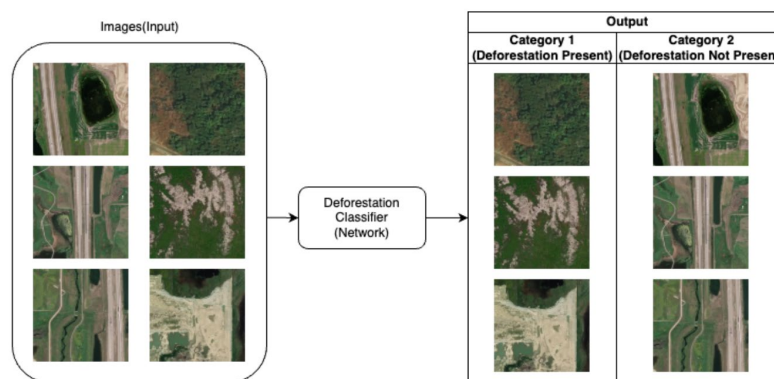 Images(Input)
Deforestation
Classifier
(Network)
Output
Category 1
(Deforestation Present)
Category 2
(Deforestation Not Presen